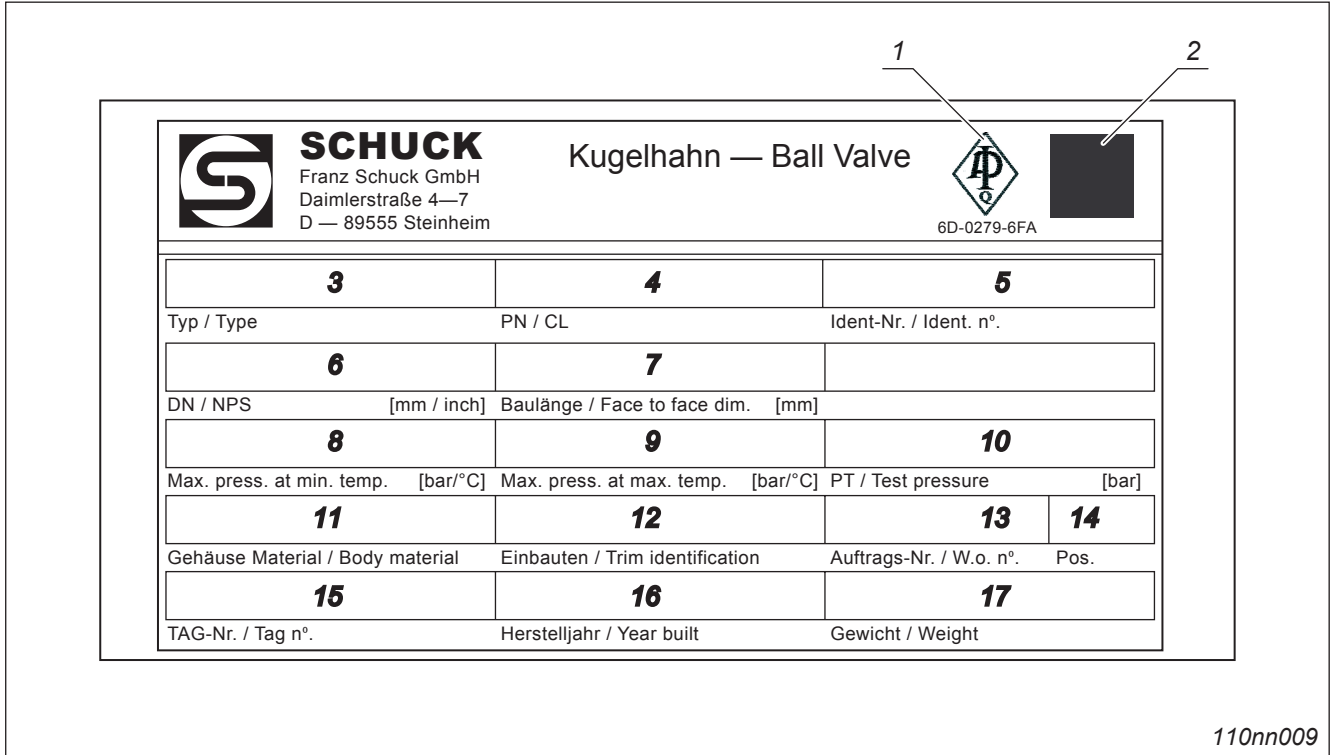 1 2
SCHUCK
Franz Schuck GmbH
Daimlerstraße 4—7
D — 89555 Steinheim
Kugelhahn — Ball Valve
API
Q
6D-0279-6FA
3 4 5
Typ / Type PN / CL Ident-Nr. / Ident. nº.
6 7
DN / NPS [mm / inch] Baulänge / Face to face dim. [mm]
8 9 10
Max. press. at min. temp. [bar/°C] Max. press. at max. temp. [bar/°C] PT / Test pressure [bar]
11 12 13 14
Gehäuse Material / Body material Einbauten / Trim identification Auftrags-Nr. / W.o. nº. Pos.
15 16 17
TAG-Nr. / Tag nº. Herstelljahr / Year built Gewicht / Weight
110nn009